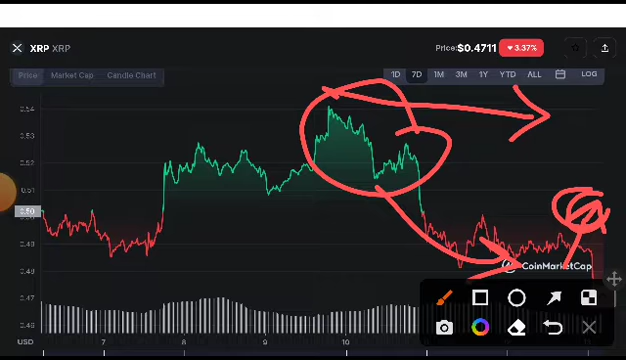 XRP XRP Price: $0.4711 ▼3.37%
Price Market Cap Candle Chart 1D 7D 1M 3M 1Y YTD ALL LOG
0.54
0.53
0.52
0.51
0.50
0.49
0.48
CoinMarketCap
0.47
0.46
USD 7 8 9 10